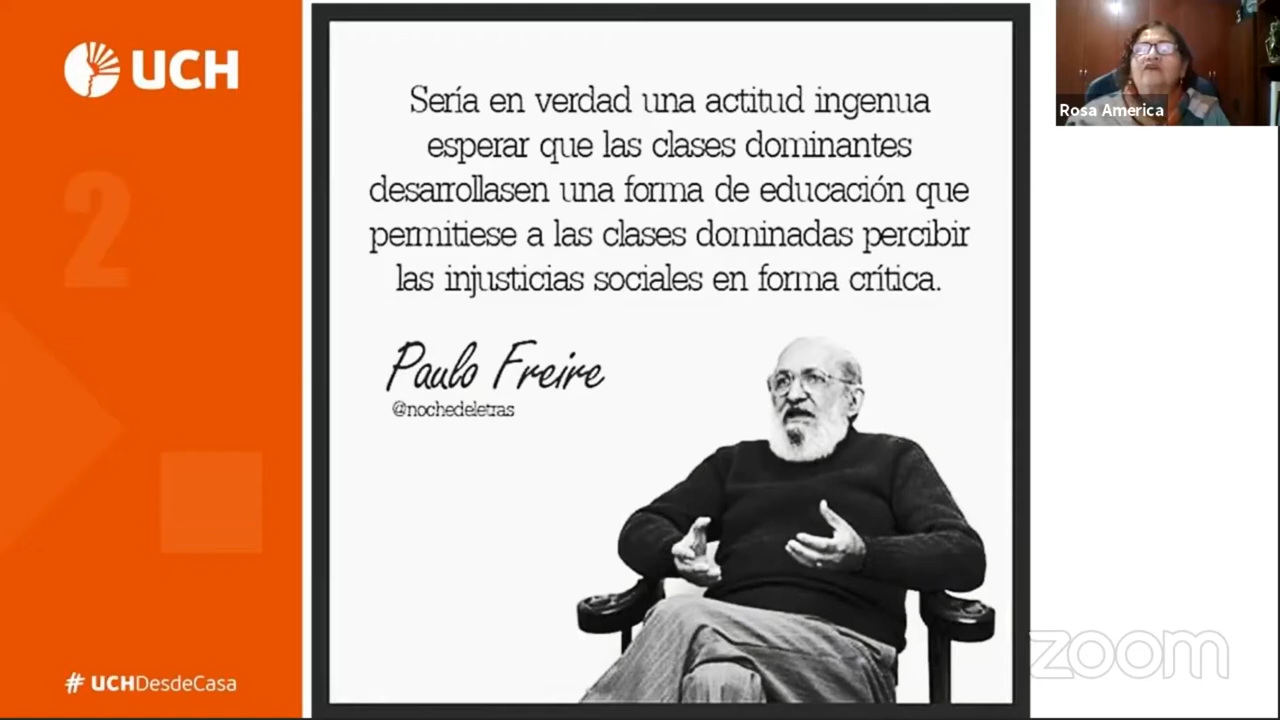 UCH
2
Sería en verdad una actitud ingenua
esperar que las clases dominantes
desarrollasen una forma de educación que
permitiese a las clases dominadas percibir
las injusticias sociales en forma crítica.
Paulo Freire
@nochedeletras
# UCHDesdeCasa
Rosa America
zoom